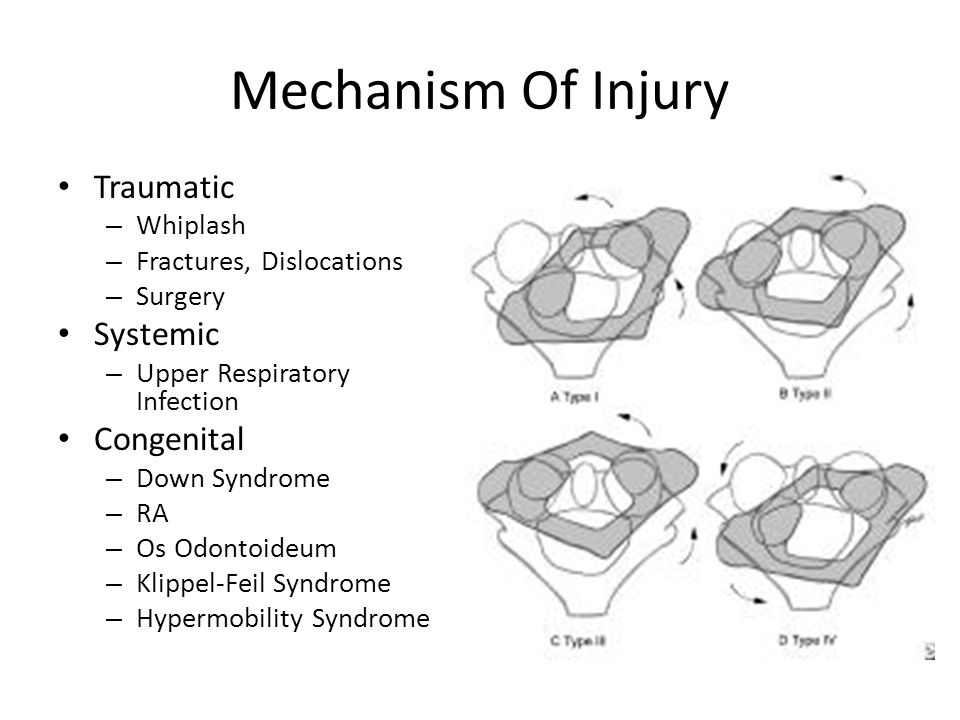 Mechanism Of Injury
• Traumatic
– Whiplash
– Fractures, Dislocations
– Surgery
• Systemic
– Upper Respiratory
Infection
• Congenital
– Down Syndrome
– RA
– Os Odontoideum
– Klippel-Feil Syndrome
– Hypermobility Syndrome
A Type I
B Type II
C Type III
D Type IV